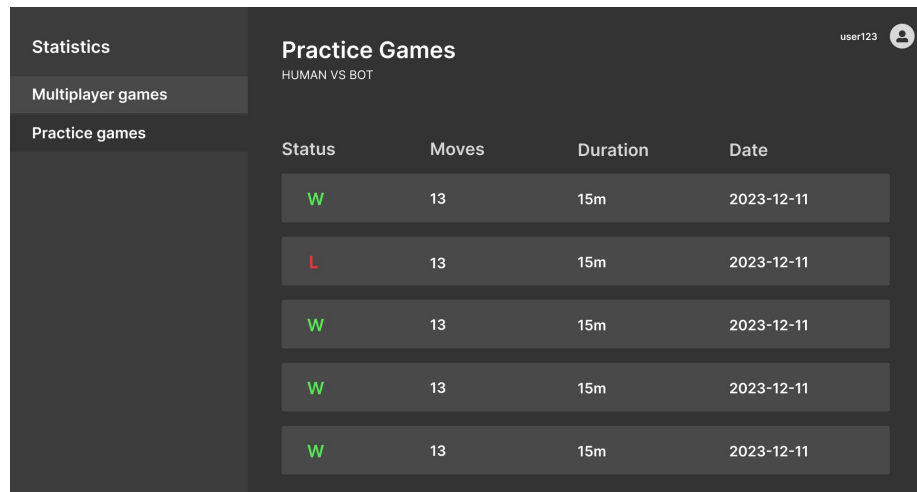 Statistics
Multiplayer games
Practice games
user123
Practice Games
HUMAN VS BOT
Status Moves Duration Date
W 13 15m 2023-12-11
L 13 15m 2023-12-11
W 13 15m 2023-12-11
W 13 15m 2023-12-11
W 13 15m 2023-12-11